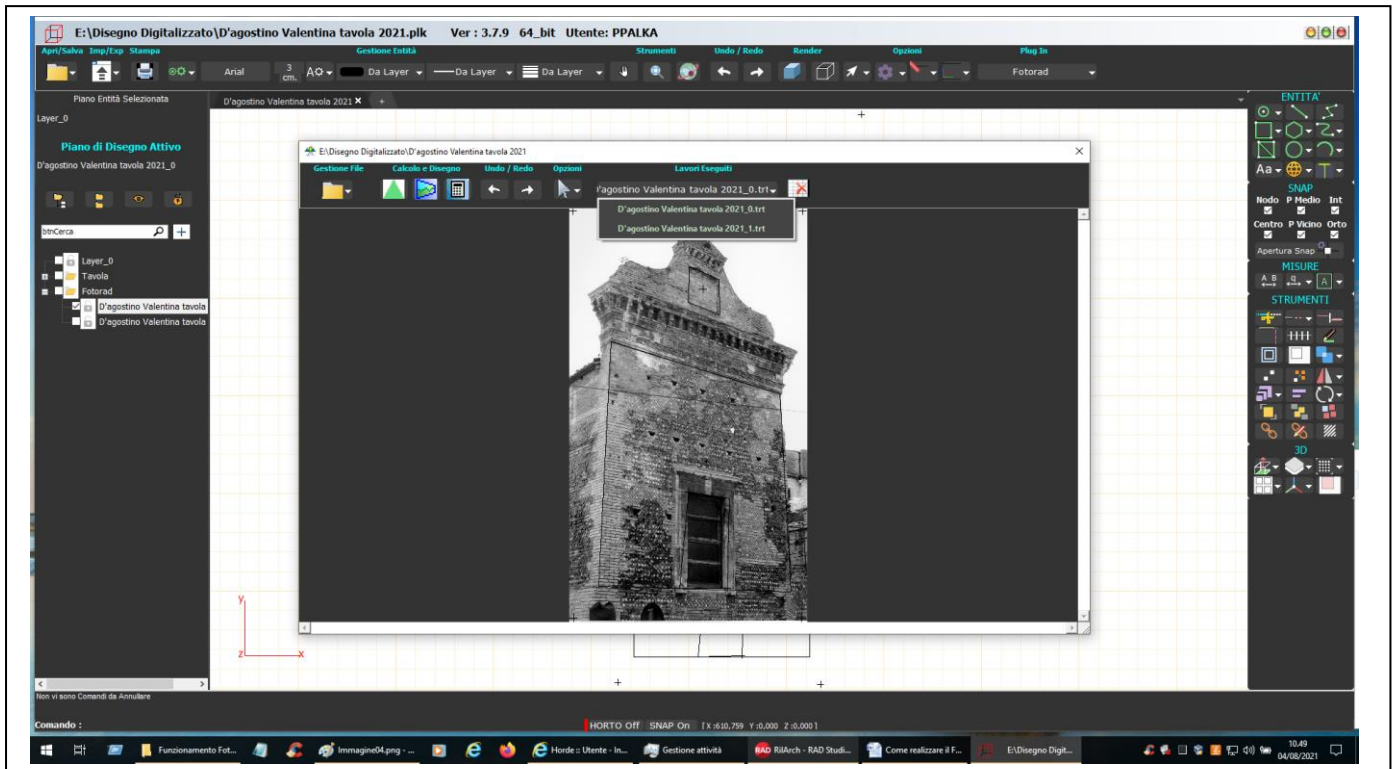 E:\Disegno Digitalizzato\D'agostino Valentina tavola 2021.plk Ver : 3.7.9 64_bit Utente: PPALKA
Apri/Salva Imp/Exp Stampa Gestione Entità Strumenti Undo / Redo Render Opzioni Plug In
Arial 3 cm. Da Layer Da Layer Da Layer Fotorad
Piano Entità Selezionata
Layer_0
Piano di Disegno Attivo
D'agostino Valentina tavola 2021_0
btnCerca
Layer_0
Tavola
Fotorad
D'agostino Valentina tavola
D'agostino Valentina tavola
D'agostino Valentina tavola 2021 X +
E:\Disegno Digitalizzato\D'agostino Valentina tavola 2021
Gestione File Calcolo e Disegno Undo / Redo Opzioni Lavori Eseguiti
'agostino Valentina tavola 2021_0.trt
D'agostino Valentina tavola 2021_0.trt
D'agostino Valentina tavola 2021_1.trt
y
z x
ENTITA'
Aa T
SNAP
Nodo P Medio Int
Centro P Vicino Orto
Apertura Snap
MISURE
A B q A
STRUMENTI
3D
Non vi sono Comandi da Annullare
Comando :
HORTO Off SNAP On [X :610,759 Y :0,000 Z :0,000 ]
Funzionamento Fot... Immagine04.png - ... Horde :: Utente - In... Gestione attività RAD RilArch - RAD Studi... Come realizzare il F... E:\Disegno Digit...
10.49
04/08/2021